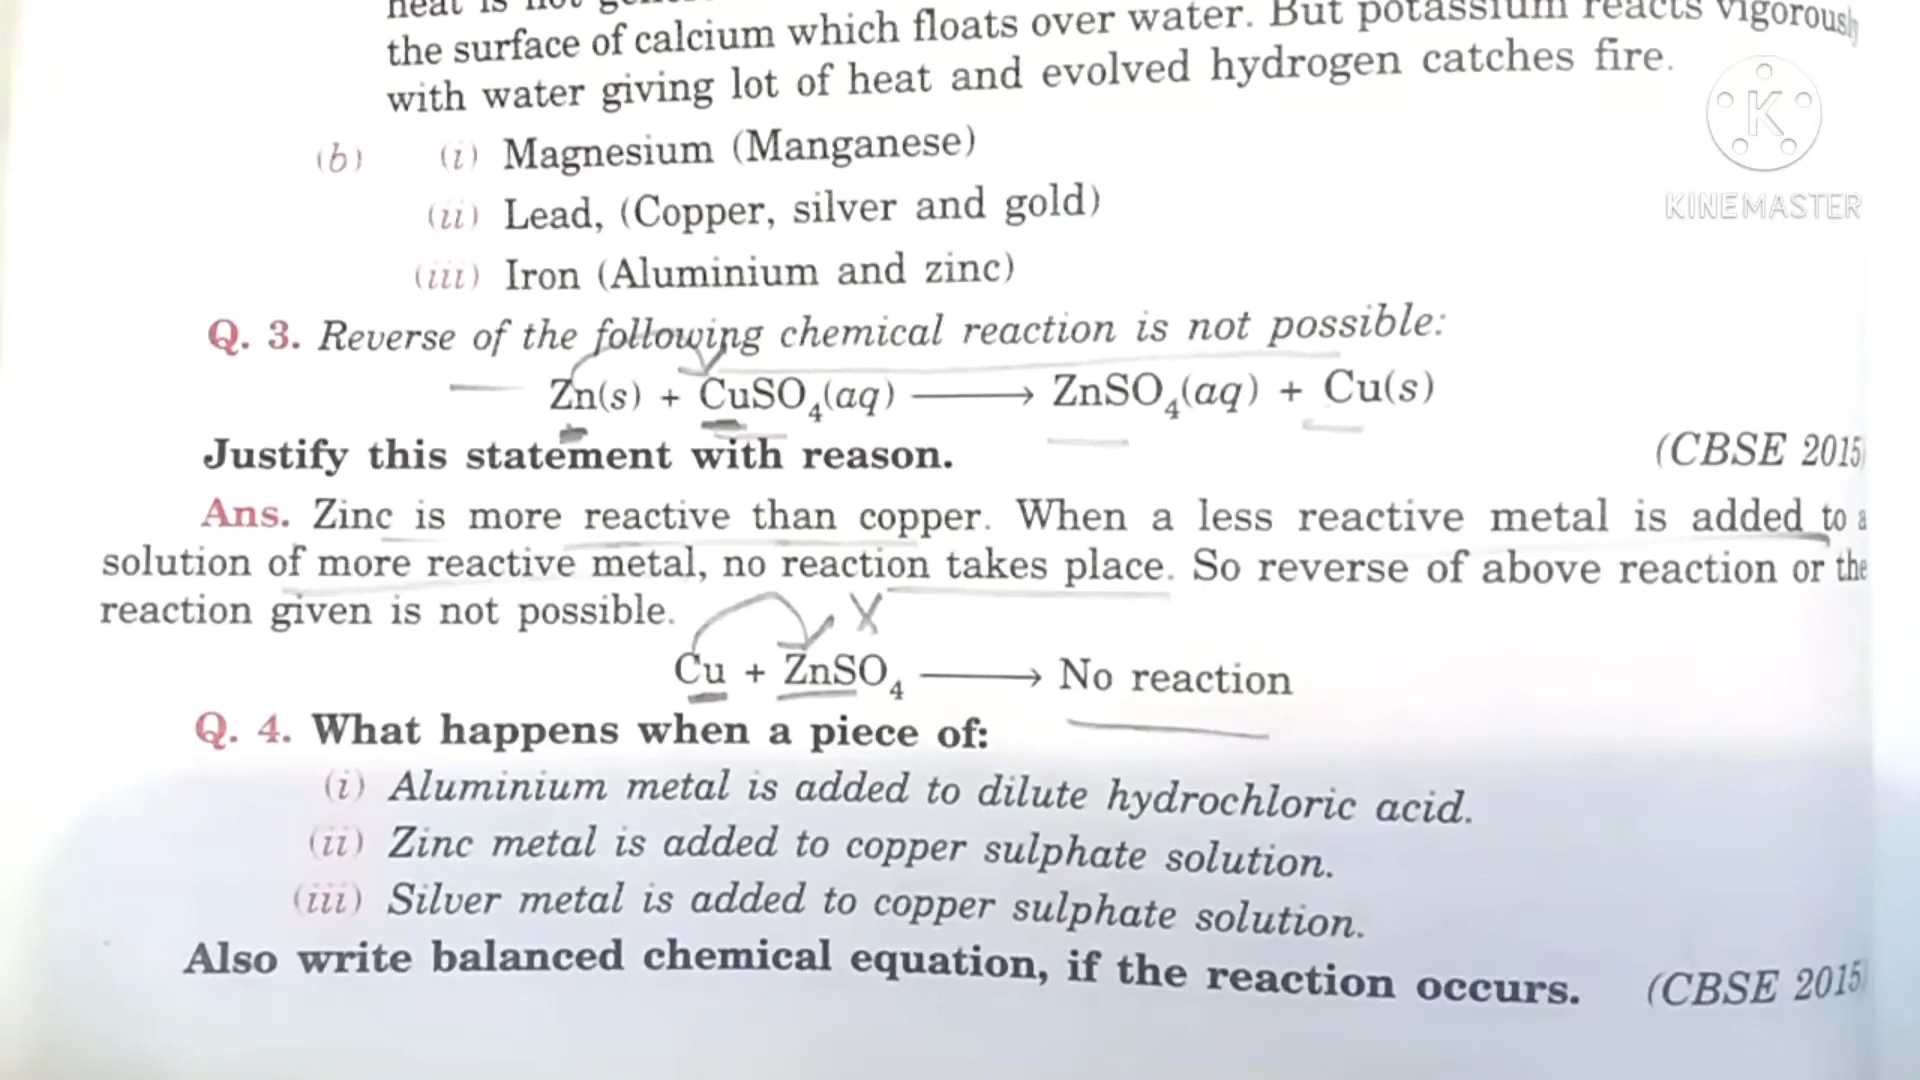 heat is not
the surface of calcium which floats over water. But potassium reacts vigorously
with water giving lot of heat and evolved hydrogen catches fire.
K
KINEMASTER
(b) (i) Magnesium (Manganese)
(ii) Lead, (Copper, silver and gold)
(iii) Iron (Aluminium and zinc)
Q. 3. Reverse of the following chemical reaction is not possible:
Zn(s) + CuSO₄(aq) ⟶ ZnSO₄(aq) + Cu(s)
Justify this statement with reason. (CBSE 2015)
Ans. Zinc is more reactive than copper. When a less reactive metal is added to a
solution of more reactive metal, no reaction takes place. So reverse of above reaction or the
reaction given is not possible.
X
Cu + ZnSO₄ ⟶ No reaction
Q. 4. What happens when a piece of:
(i) Aluminium metal is added to dilute hydrochloric acid.
(ii) Zinc metal is added to copper sulphate solution.
(iii) Silver metal is added to copper sulphate solution.
Also write balanced chemical equation, if the reaction occurs. (CBSE 2015)